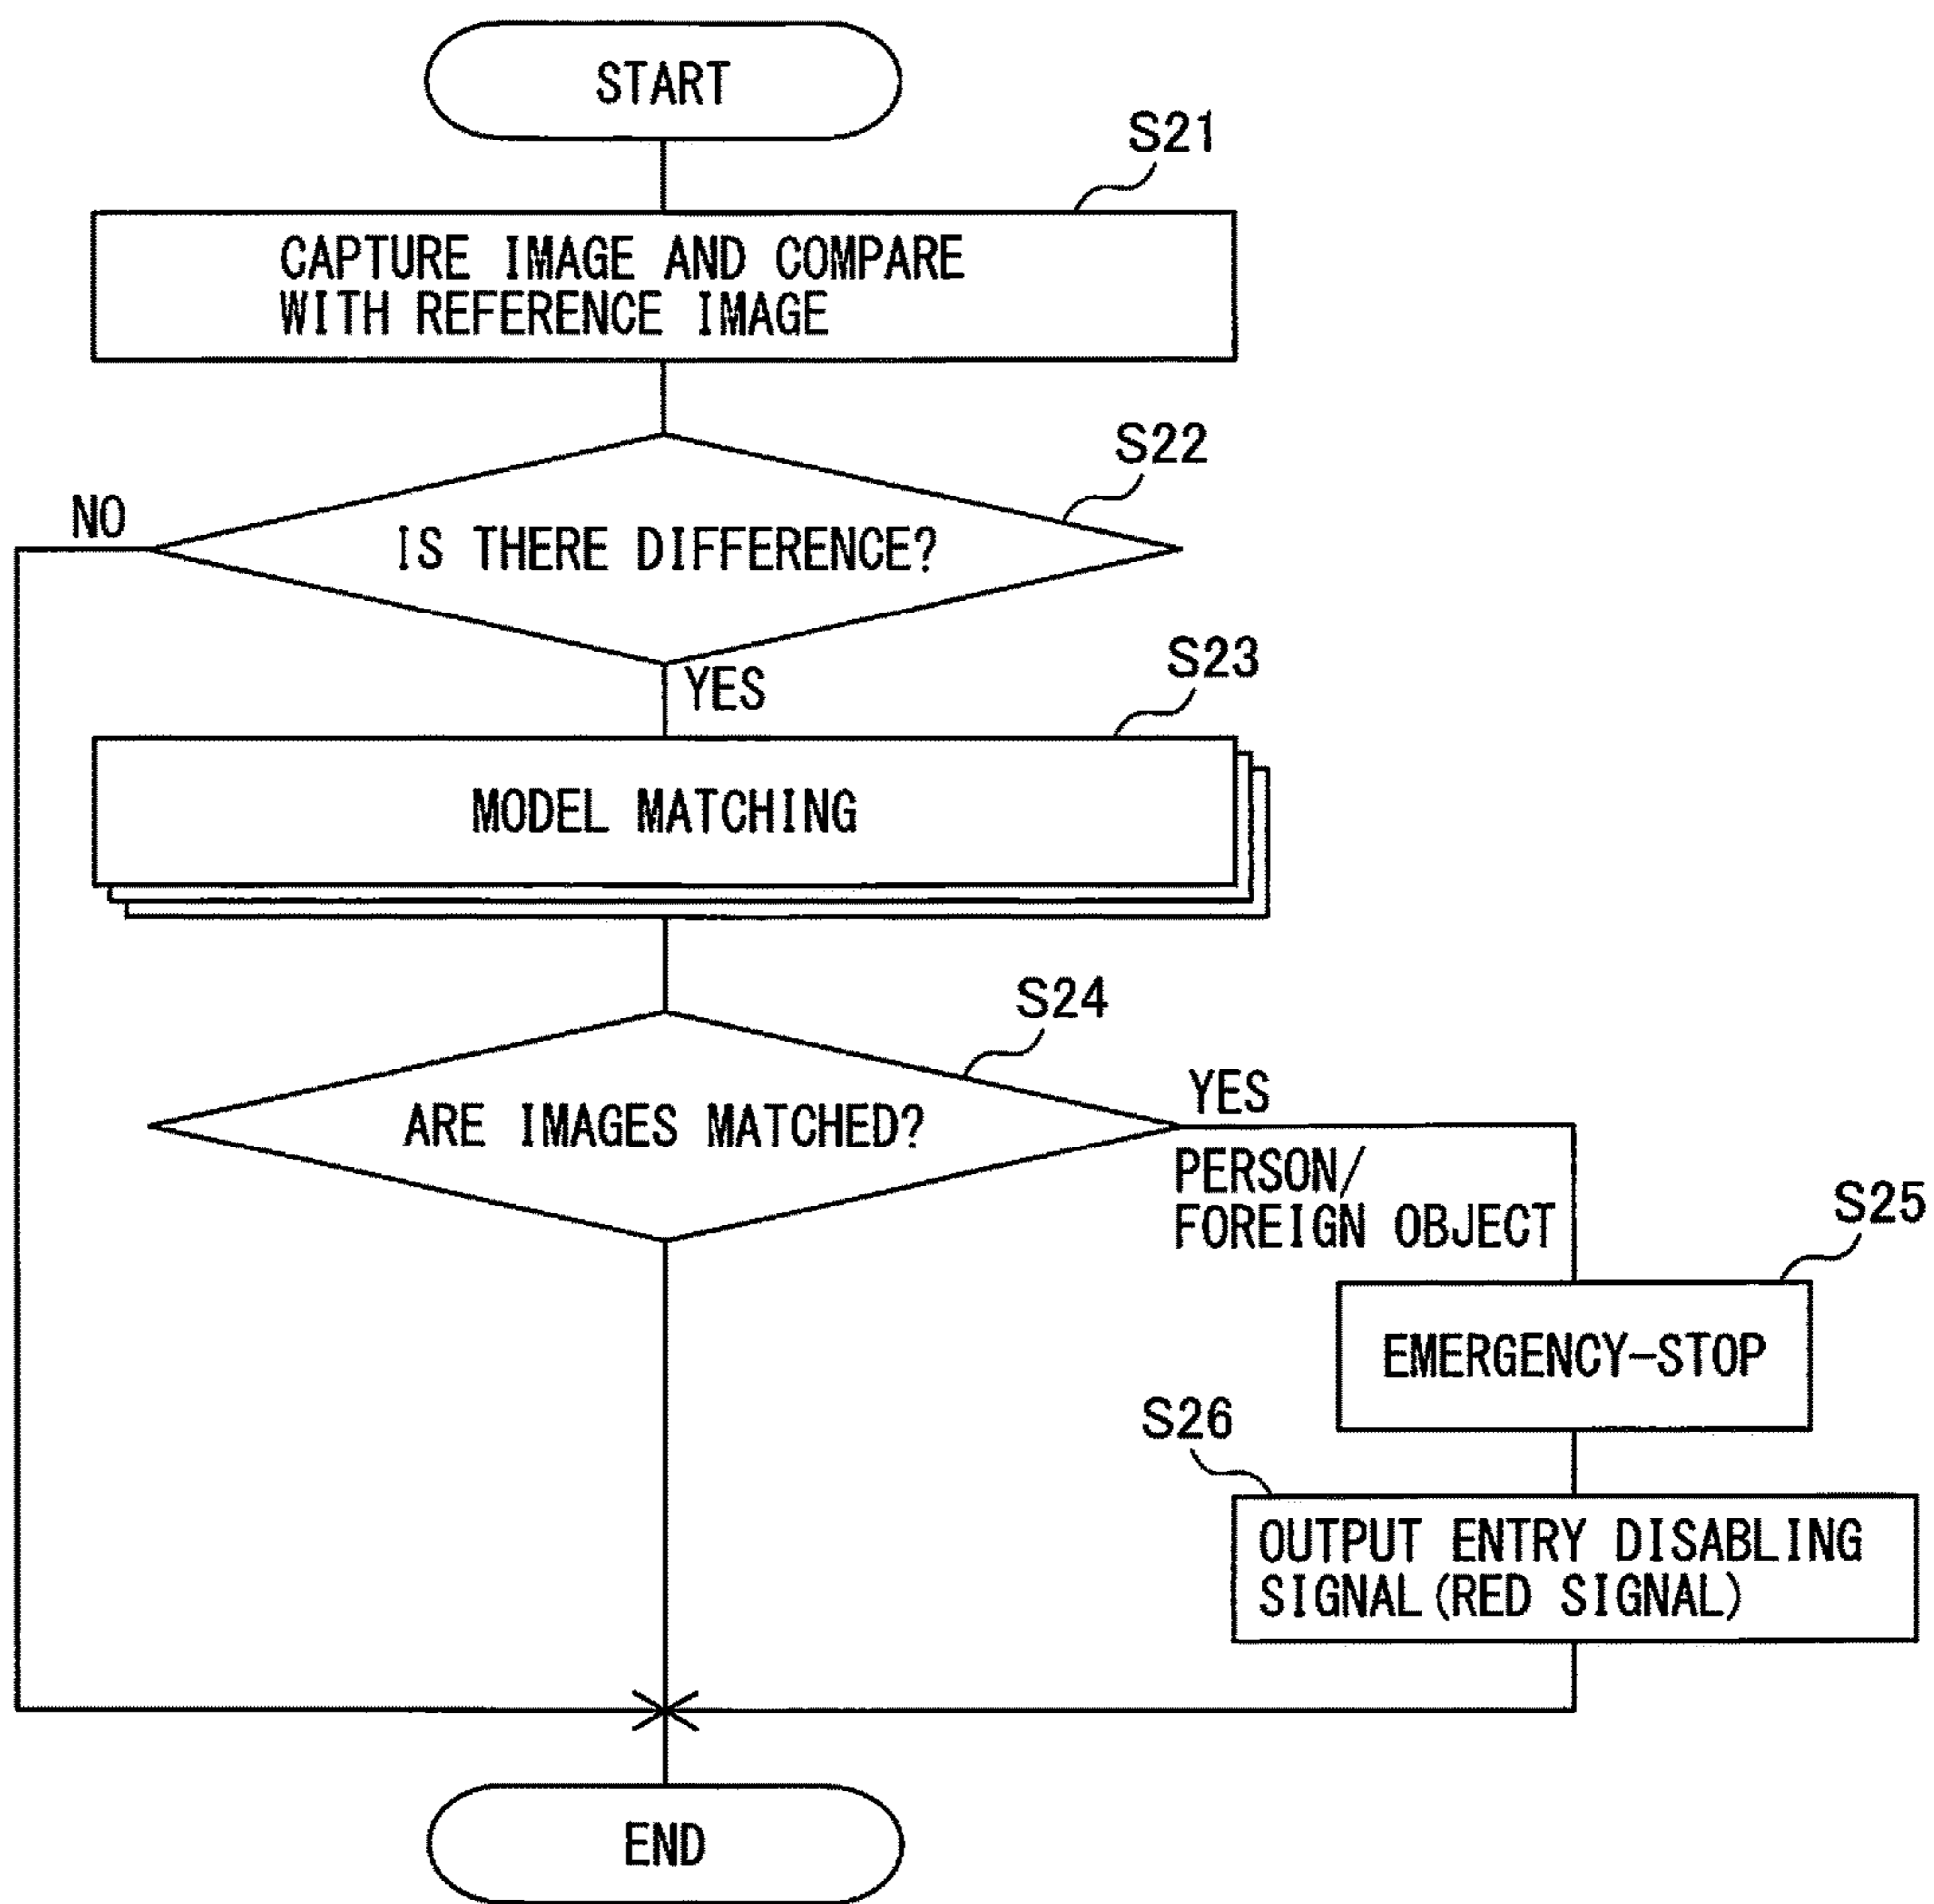 START
S21
CAPTURE IMAGE AND COMPARE
WITH REFERENCE IMAGE
S22
NO
IS THERE DIFFERENCE?
YES
S23
MODEL MATCHING
S24
ARE IMAGES MATCHED?
YES
PERSON/
FOREIGN OBJECT
S25
EMERGENCY-STOP
S26
OUTPUT ENTRY DISABLING
SIGNAL(RED SIGNAL)
END